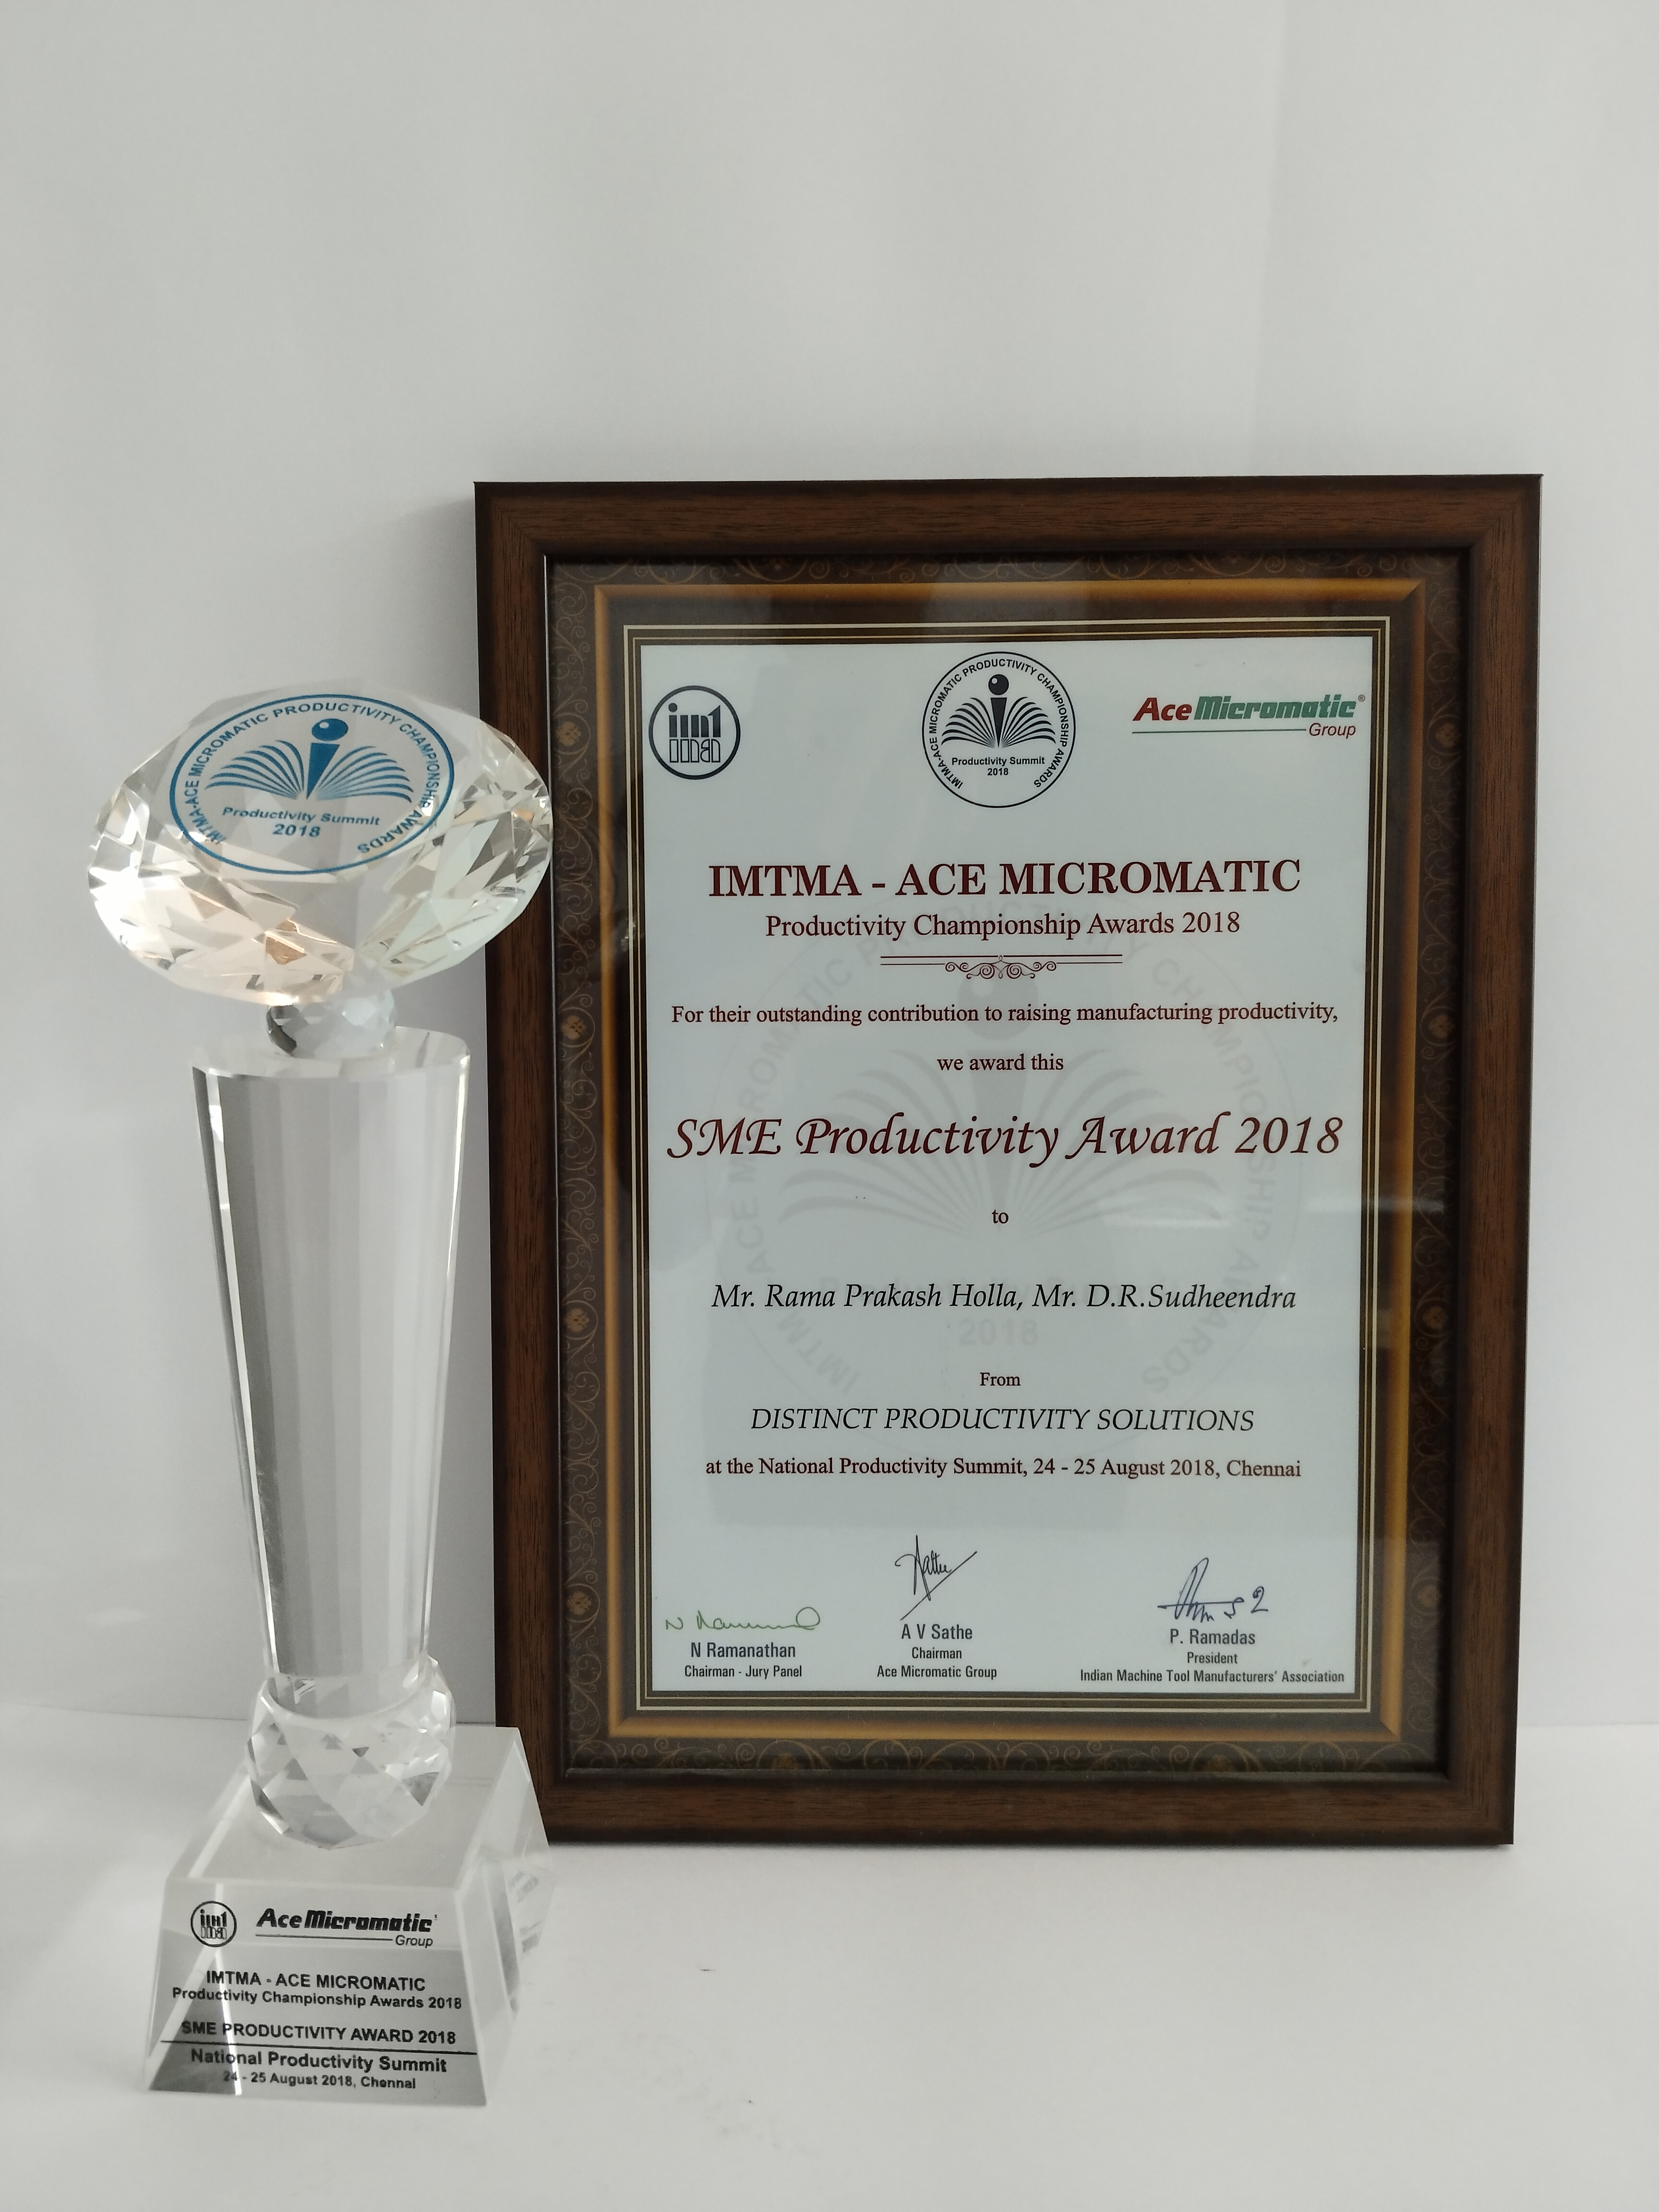 IMTMA-ACE MICROMATIC PRODUCTIVITY CHAMPIONSHIP AWARDS
Productivity Summit
2018
imtma
IMTMA-ACE MICROMATIC PRODUCTIVITY CHAMPIONSHIP AWARDS
Productivity Summit
2018
AceMicromatic®
Group
IMTMA - ACE MICROMATIC
Productivity Championship Awards 2018
For their outstanding contribution to raising manufacturing productivity,
we award this
SME Productivity Award 2018
to
Mr. Rama Prakash Holla, Mr. D.R.Sudheendra
From
DISTINCT PRODUCTIVITY SOLUTIONS
at the National Productivity Summit, 24 - 25 August 2018, Chennai
N Ramanathan
Chairman - Jury Panel
A V Sathe
Chairman
Ace Micromatic Group
P. Ramadas
President
Indian Machine Tool Manufacturers' Association
imtma
AceMicromatic
Group
IMTMA - ACE MICROMATIC
Productivity Championship Awards 2018
SME PRODUCTIVITY AWARD 2018
National Productivity Summit
24 - 25 August 2018, Chennai